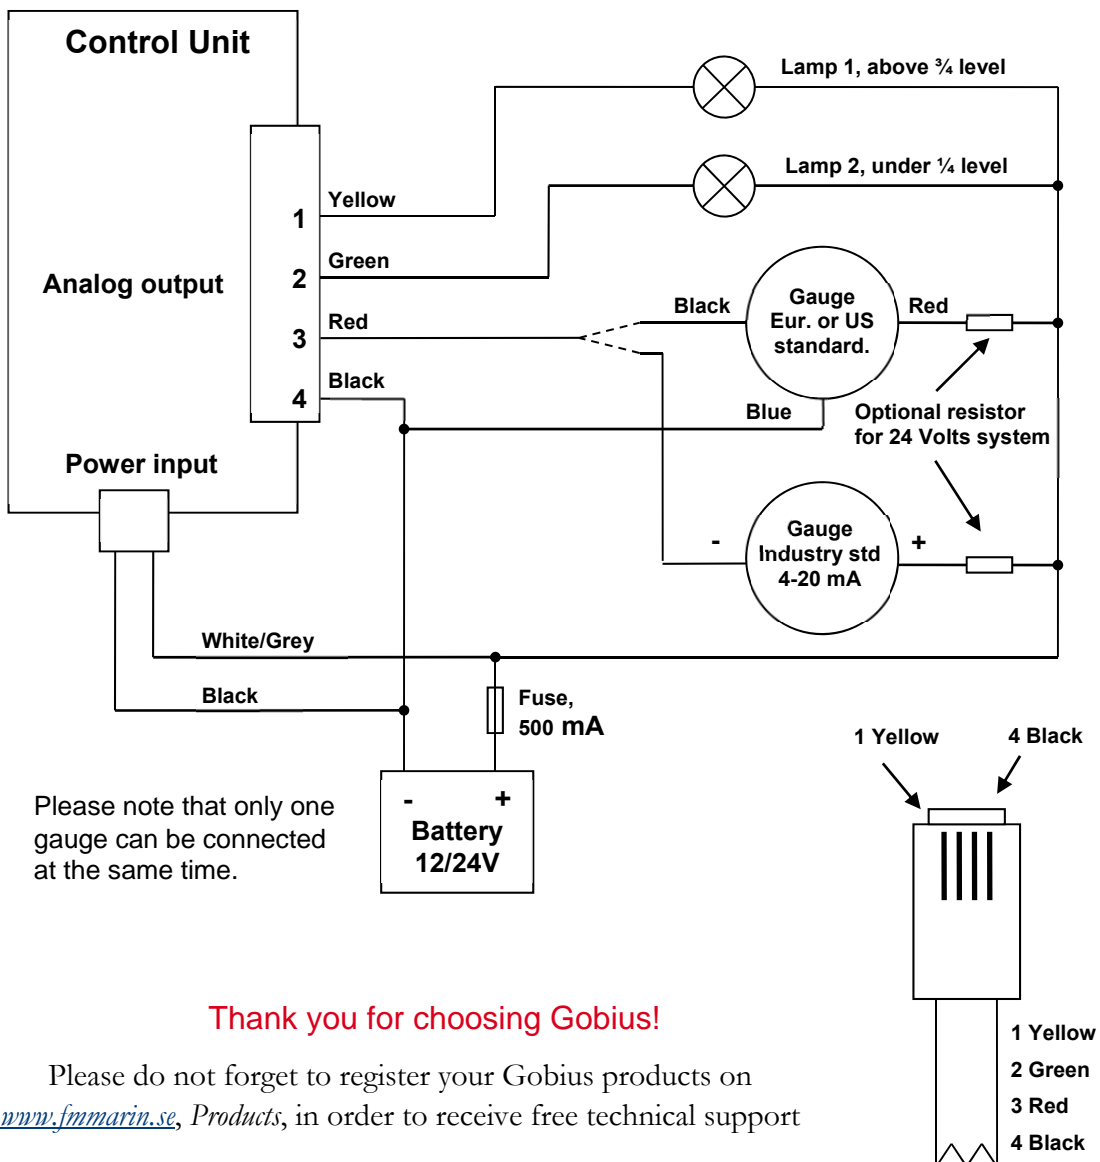 Control Unit
Lamp 1, above ¾ level
Lamp 2, under ¼ level
Yellow
1
Green
2
Analog output
Red
3
Black
4
Black
Gauge
Eur. or US
standard.
Red
Blue
Optional resistor
for 24 Volts system
Power input
-
Gauge
Industry std
4-20 mA
+
White/Grey
Black
Fuse,
500 mA
- +
Battery
12/24V
Please note that only one
gauge can be connected
at the same time.
1 Yellow
4 Black
1 Yellow
2 Green
3 Red
4 Black
Thank you for choosing Gobius!
Please do not forget to register your Gobius products on
www.fmmarin.se, Products, in order to receive free technical support